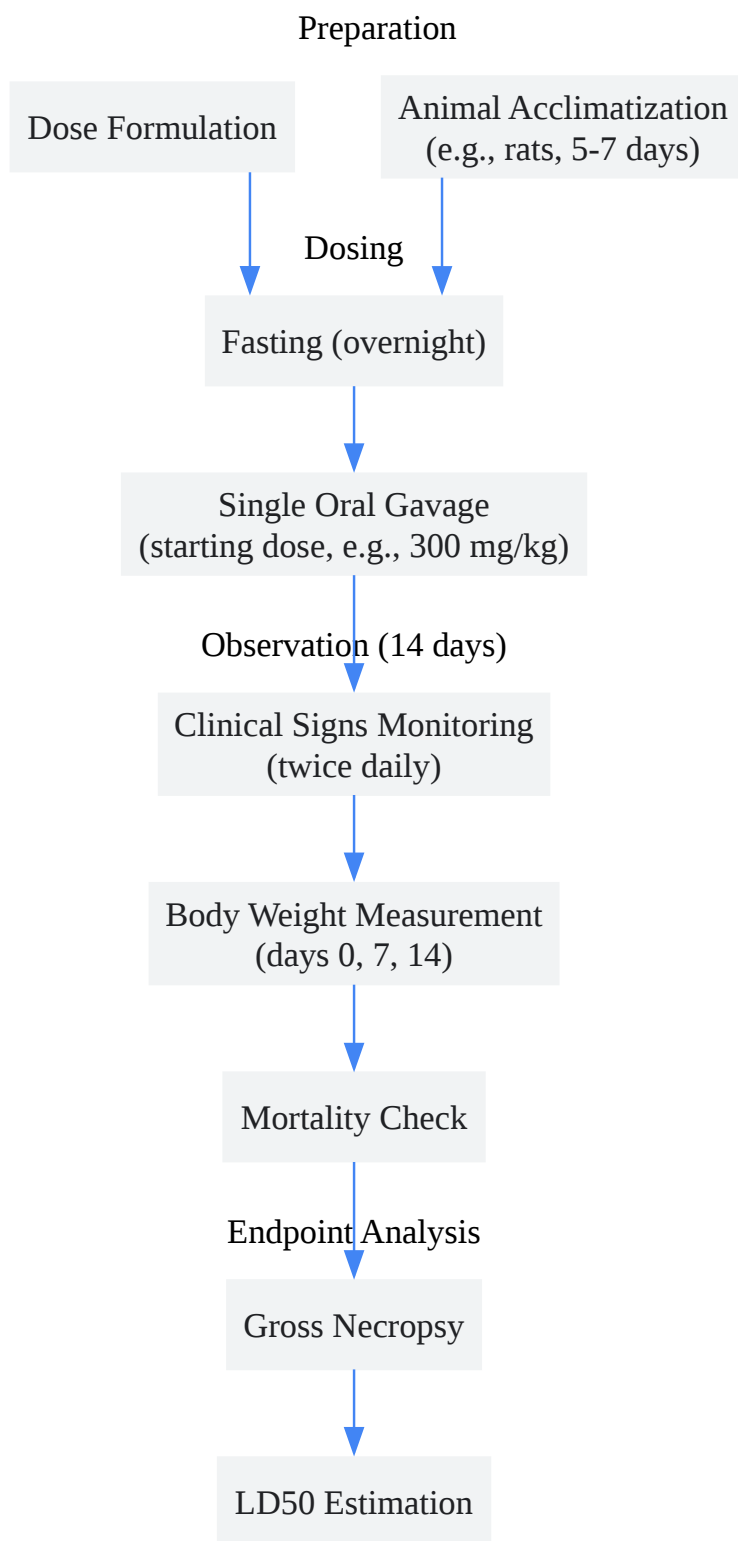 Preparation
Dose Formulation
Animal Acclimatization
(e.g., rats, 5-7 days)
Dosing
Fasting (overnight)
Single Oral Gavage
(starting dose, e.g., 300 mg/kg)
Observation (14 days)
Clinical Signs Monitoring
(twice daily)
Body Weight Measurement
(days 0, 7, 14)
Mortality Check
Endpoint Analysis
Gross Necropsy
LD50 Estimation